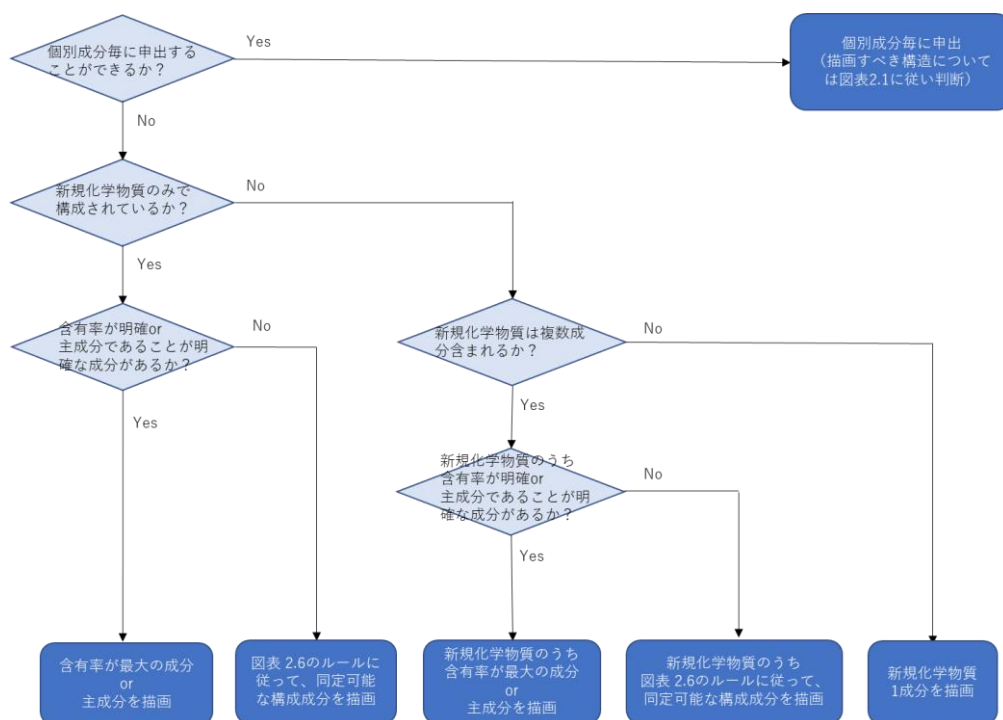 個別成分毎に申出する
ことができるか？
Yes
個別成分毎に申出
（描画すべき構造について
は図表2.1に従い判断）
No
新規化学物質のみで
構成されているか？
No
Yes
含有率が明確or
主成分であることが明
確な成分があるか？
No
新規化学物質は複数成
分含まれるか？
No
Yes
Yes
新規化学物質のうち
含有率が明確or
主成分であることが明
確な成分があるか？
No
Yes
含有率が最大の成分
or
主成分を描画
図表 2.6のルールに
従って、同定可能
な構成成分を描画
新規化学物質のうち
含有率が最大の成分
or
主成分を描画
新規化学物質のうち
図表 2.6のルールに従って、
同定可能な構成成分を描画
新規化学物質
1成分を描画